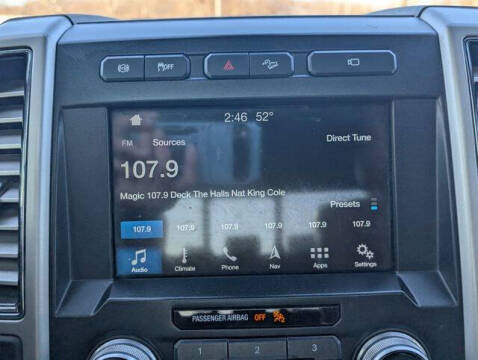 OFF
2:46 52°
FM Sources Direct Tune
107.9
Magic 107.9 Deck The Halls Nat King Cole
Presets
107.9 107.9 107.9 107.9 107.9 107.9
Audio Climate Phone Nav Apps Settings
PASSENGER AIRBAG OFF
1 2 3